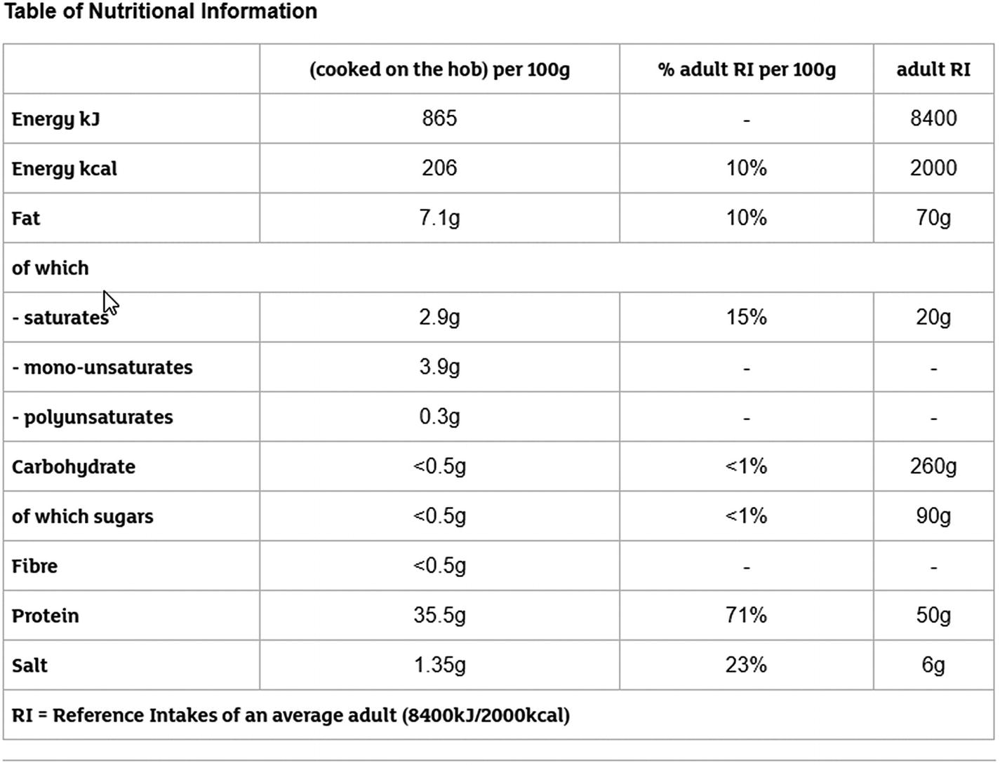 Table of Nutritional Information
(cooked on the hob) per 100g % adult RI per 100g adult RI
Energy kJ 865 - 8400
Energy kcal 206 10% 2000
Fat 7.1g 10% 70g
of which
- saturates 2.9g 15% 20g
- mono-unsaturates 3.9g - -
- polyunsaturates 0.3g - -
Carbohydrate <0.5g <1% 260g
of which sugars <0.5g <1% 90g
Fibre <0.5g - -
Protein 35.5g 71% 50g
Salt 1.35g 23% 6g
RI = Reference Intakes of an average adult (8400kJ/2000kcal)